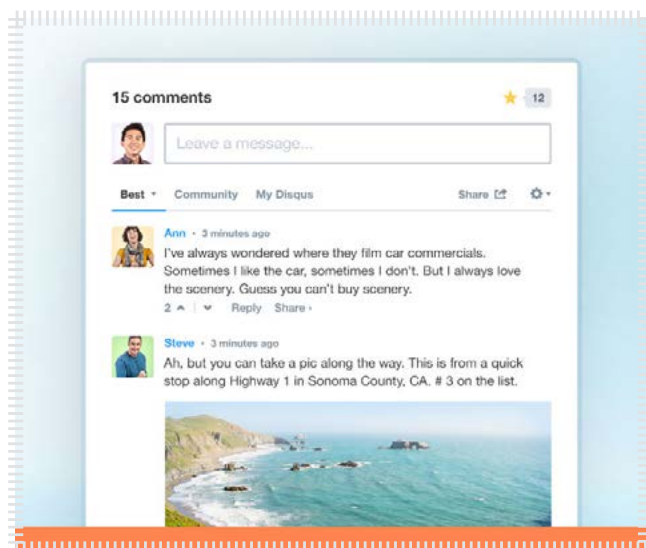 15 comments
12
Leave a message...
Best
Community
My Disqus
Share
Ann • 3 minutes ago
I've always wondered where they film car commercials.
Sometimes I like the car, sometimes I don't. But I always love
the scenery. Guess you can't buy scenery.
2
Reply
Share ›
Steve • 3 minutes ago
Ah, but you can take a pic along the way. This is from a quick
stop along Highway 1 in Sonoma County, CA. # 3 on the list.